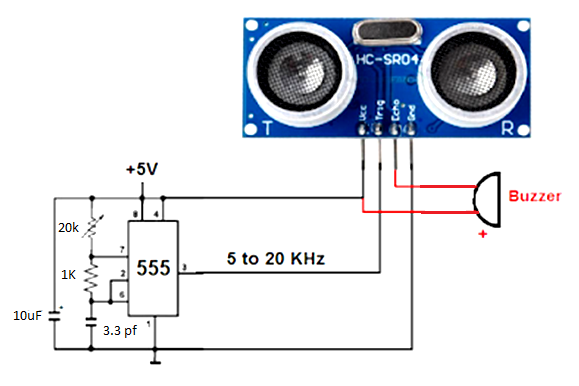 HC-SR04
Vcc
Trig
Echo
Gnd
T
R
+5V
Buzzer
+
20k
8
4
7
555
5 to 20 KHz
1K
2
3
6
10uF
+
3.3 pf
1